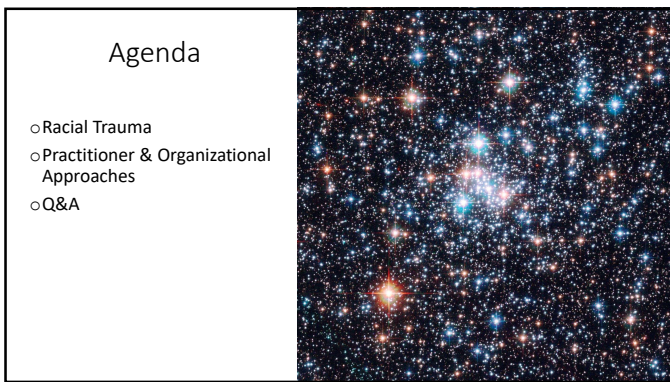 Agenda
○Racial Trauma
○Practitioner & Organizational
Approaches
○Q&A